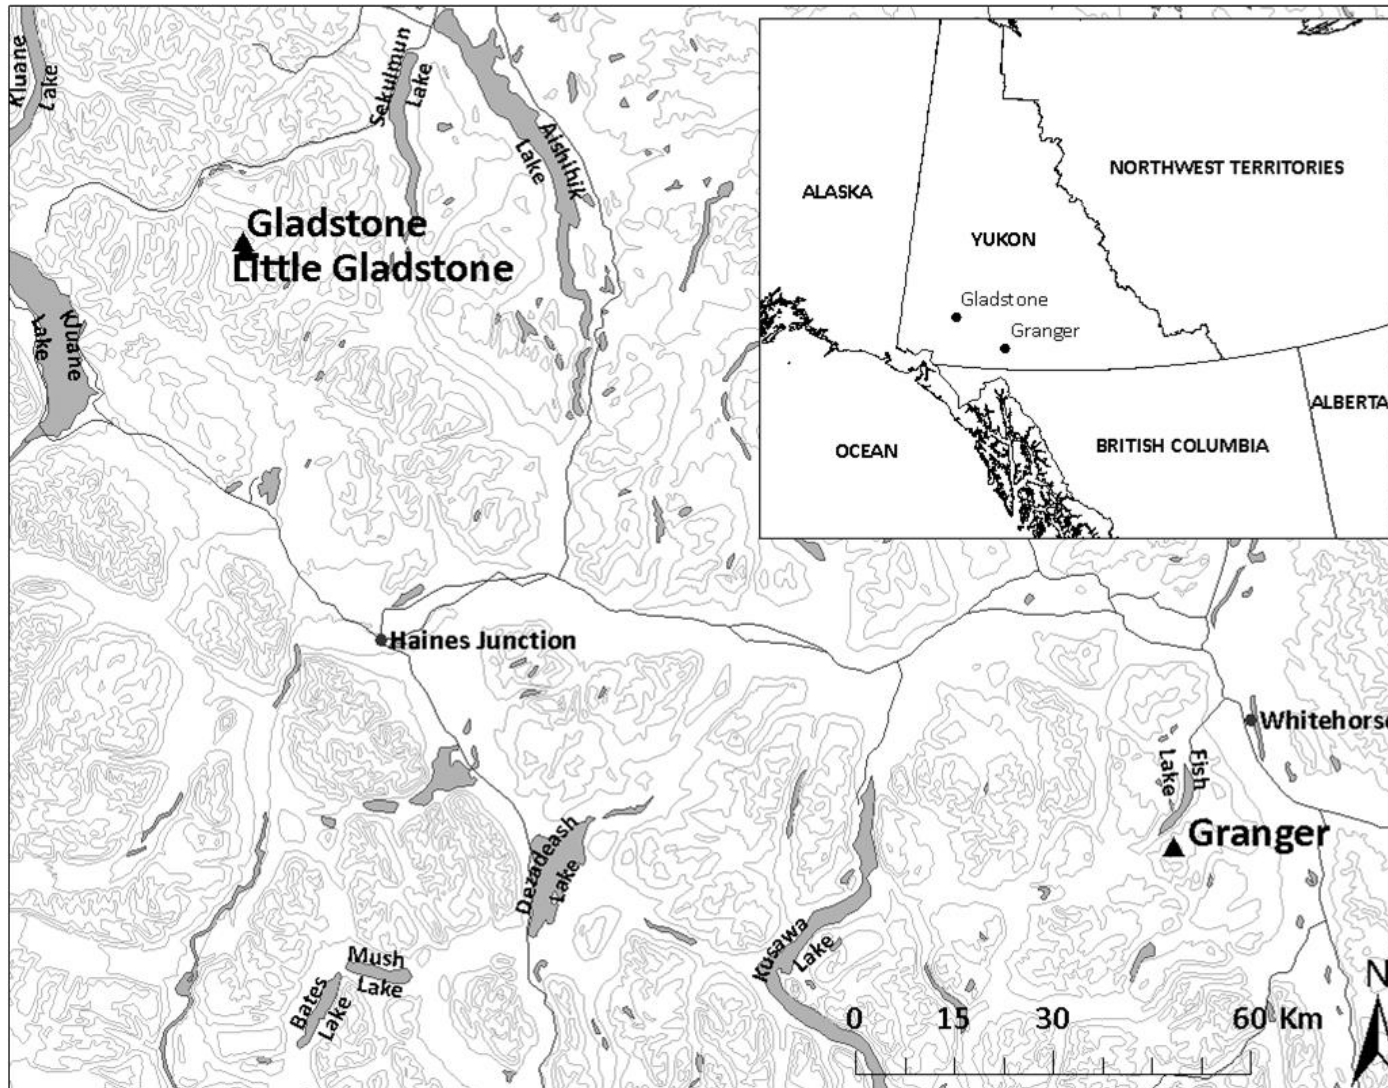 Kluane
Lake
Sekulmun
Lake
Aishihik
Lake
Gladstone
Little Gladstone
Kluane
Lake
ALASKA
NORTHWEST TERRITORIES
YUKON
Gladstone
Granger
OCEAN
BRITISH COLUMBIA
ALBERTA
Haines Junction
Whitehorse
Fish
Lake
Granger
Dezadeash
Lake
Kusawa
Lake
Mush
Lake
Bates
Lake
N
0 15 30 60 Km